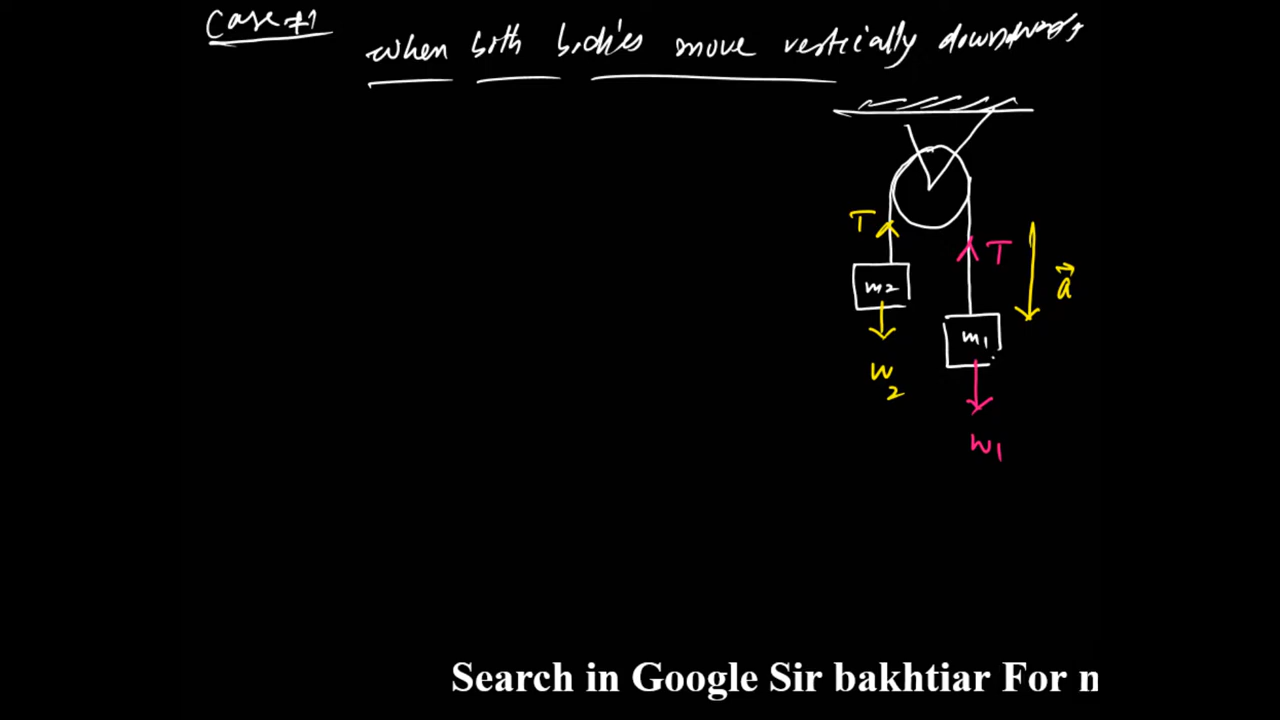 Case #1
when both bodies move vertically downwards
T
T
a
m2
m1
W2
W1
Search in Google Sir bakhtiar For n